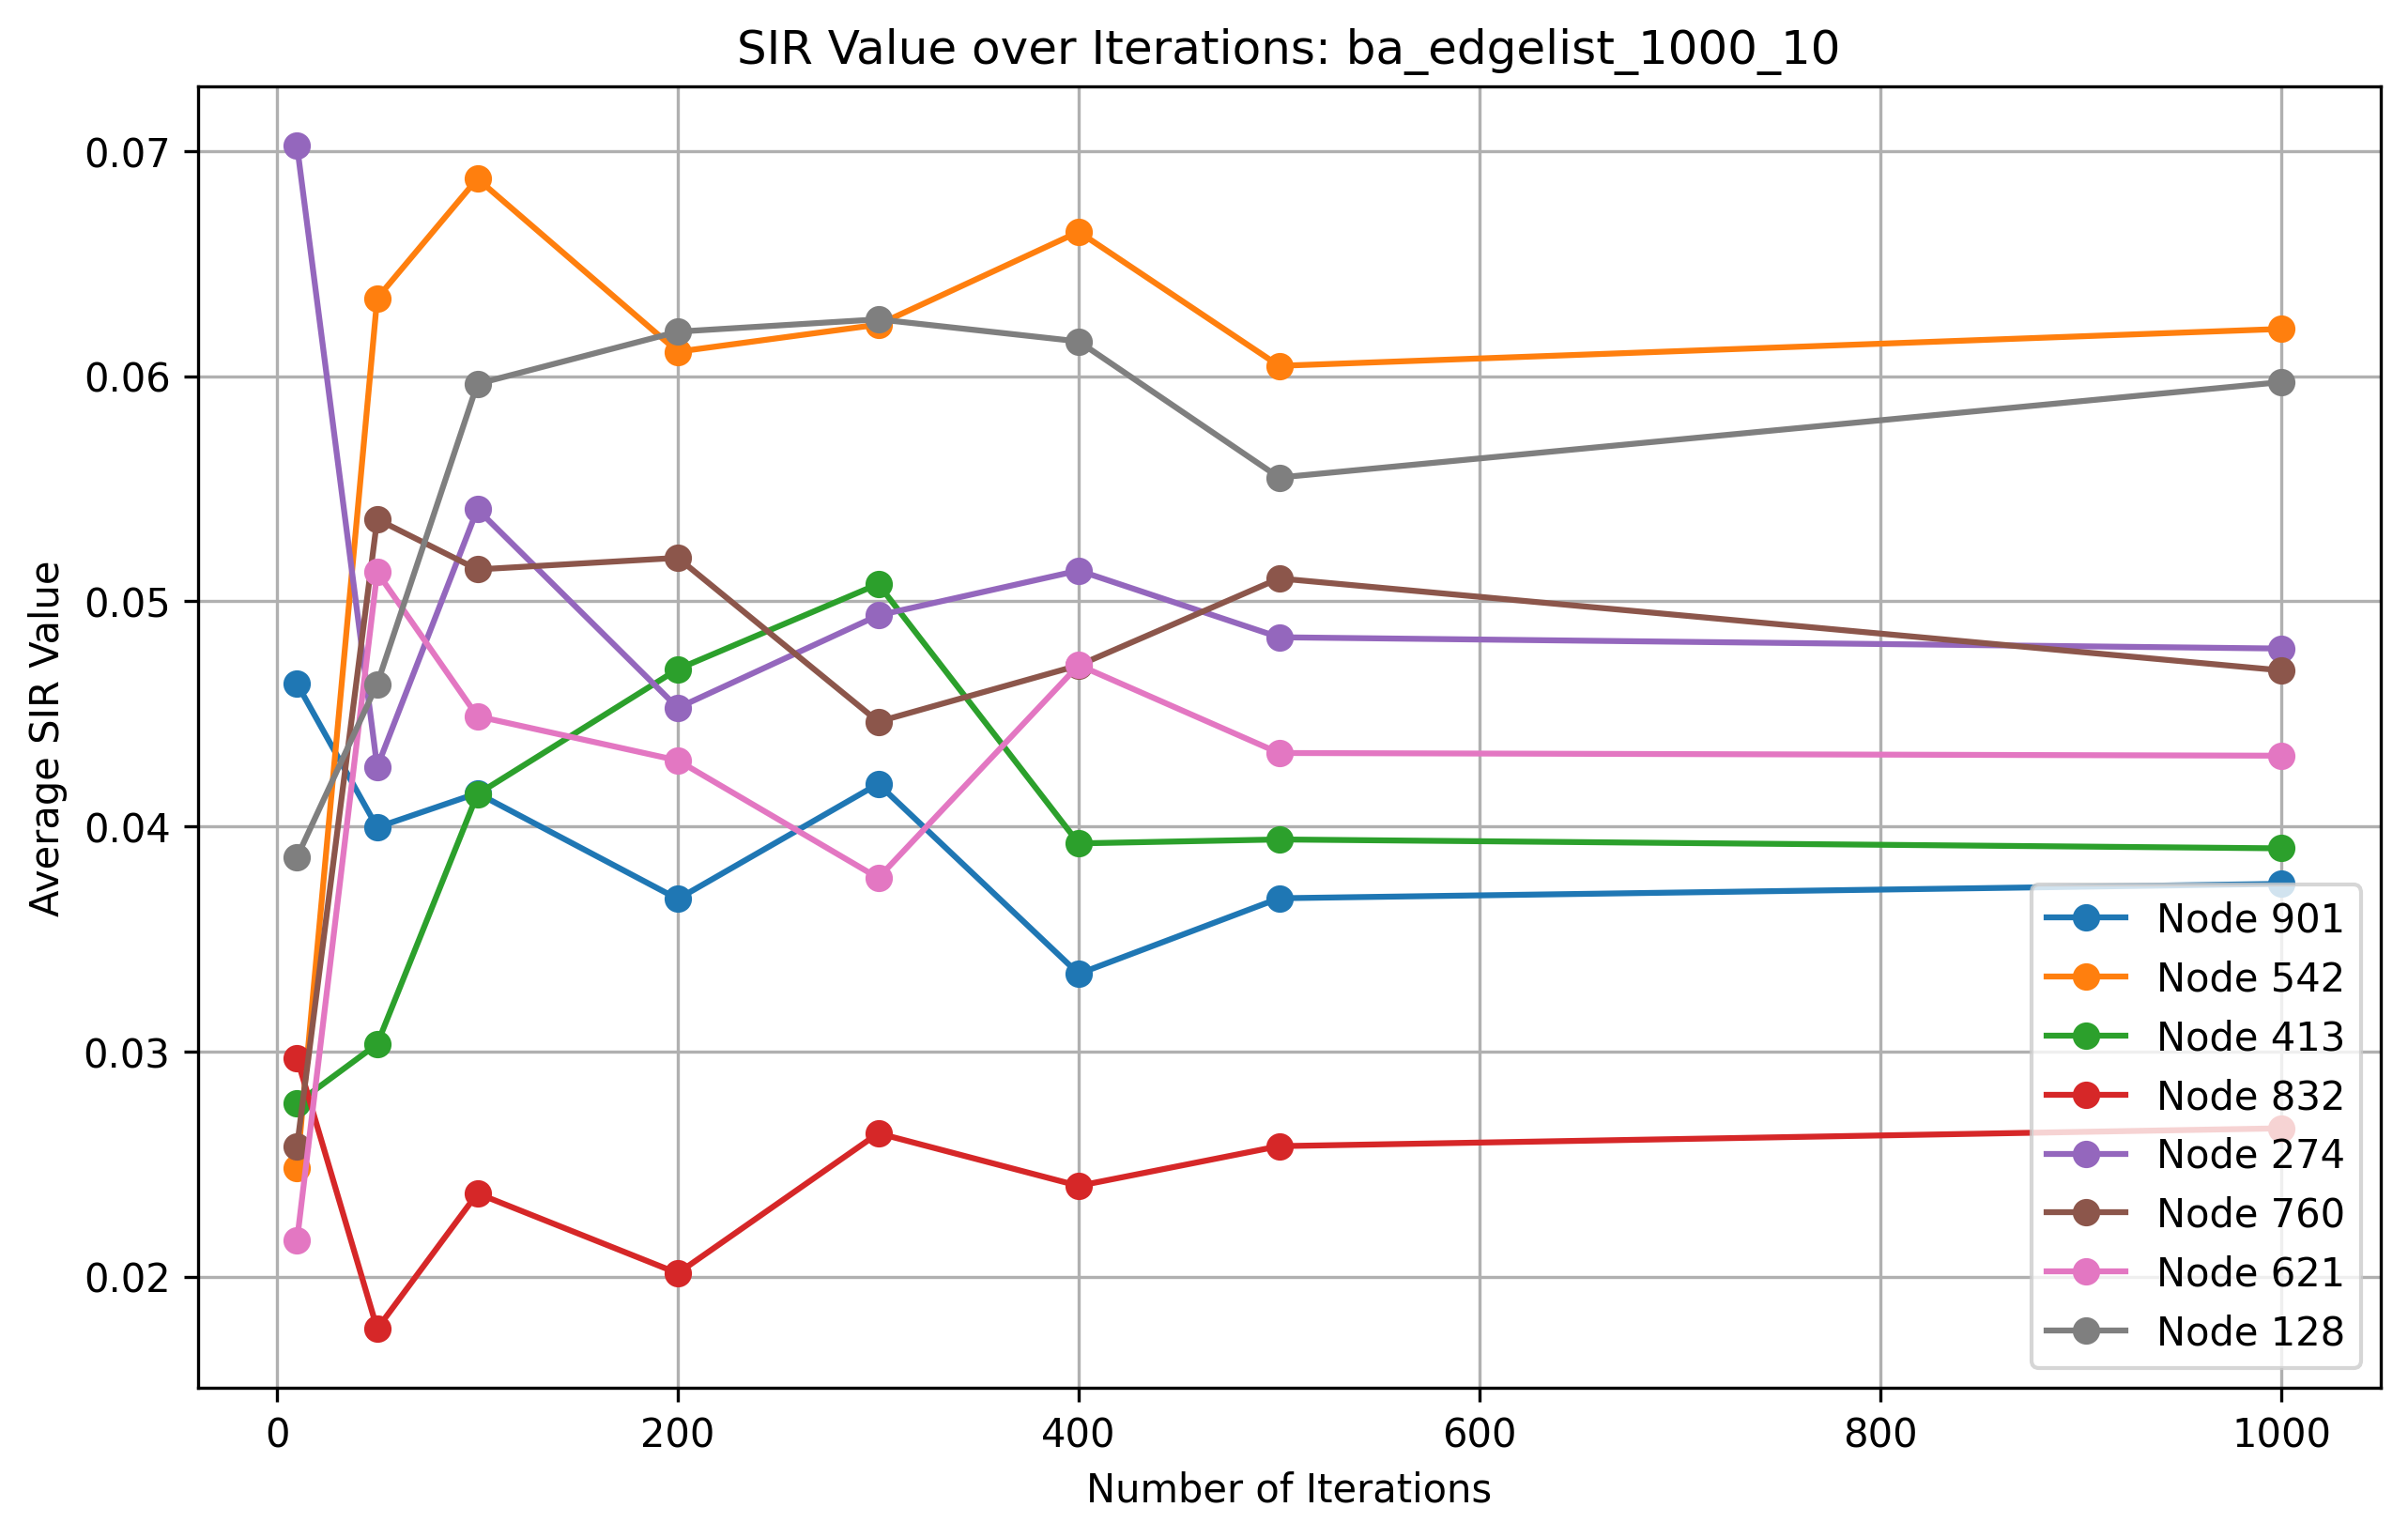 SIR Value over Iterations: ba_edgelist_1000_10
Average SIR Value
0.07
0.06
0.05
0.04
0.03
0.02
Node 901
Node 542
Node 413
Node 832
Node 274
Node 760
Node 621
Node 128
0 200 400 600 800 1000
Number of Iterations